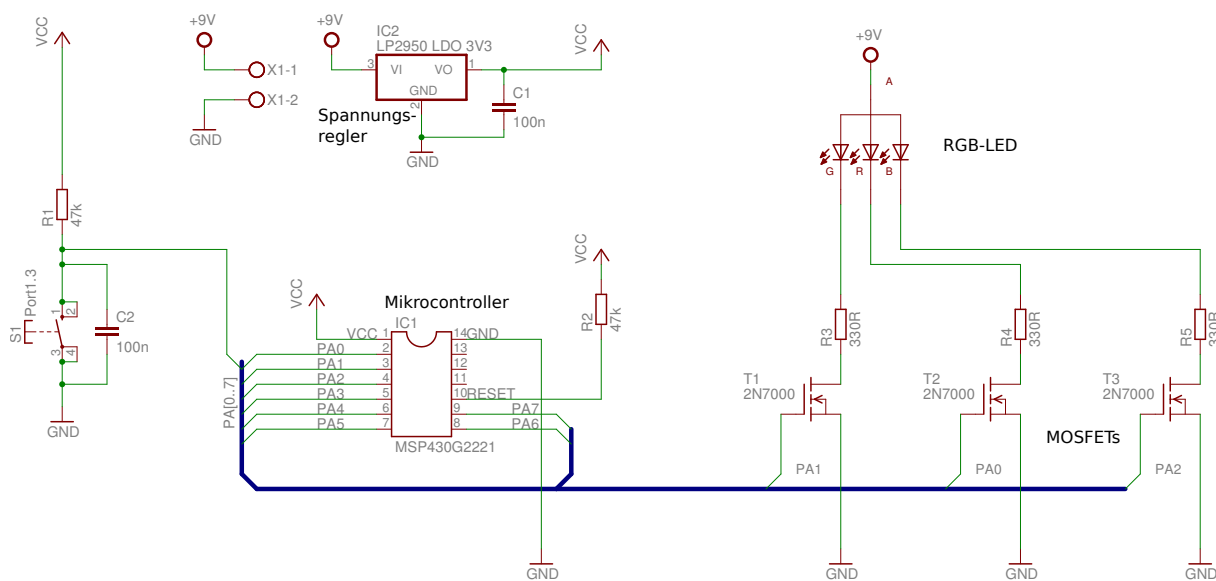 VCC
+9V
X1-1
X1-2
GND
+9V
IC2
LP2950 LDO 3V3
3
VI
VO
1
GND
2
Spannungs-
regler
GND
C1
100n
VCC
+9V
A
G
R
B
RGB-LED
R1
47k
Port1.3
S1
1
2
3
4
C2
100n
GND
VCC
Mikrocontroller
IC1
VCC
1
14
GND
PA0
2
13
PA1
3
12
PA2
4
11
PA3
5
10
RESET
PA4
6
9
PA7
PA5
7
8
PA6
PA[0..7]
MSP430G2221
VCC
R2
47k
GND
R3
330R
R4
330R
R5
330R
T1
2N7000
T2
2N7000
T3
2N7000
MOSFETs
PA1
PA0
PA2
GND
GND
GND